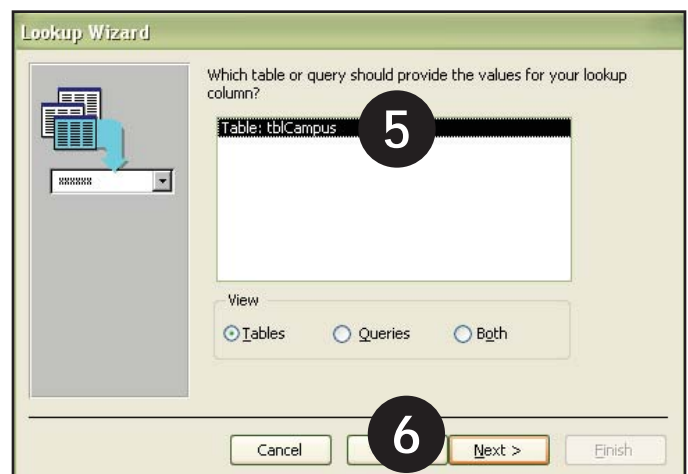 Lookup Wizard
Which table or query should provide the values for your lookup
column?
Table: tblCampus
5
xxxxxx
View
Tables Queries Both
6
Cancel Next > Finish